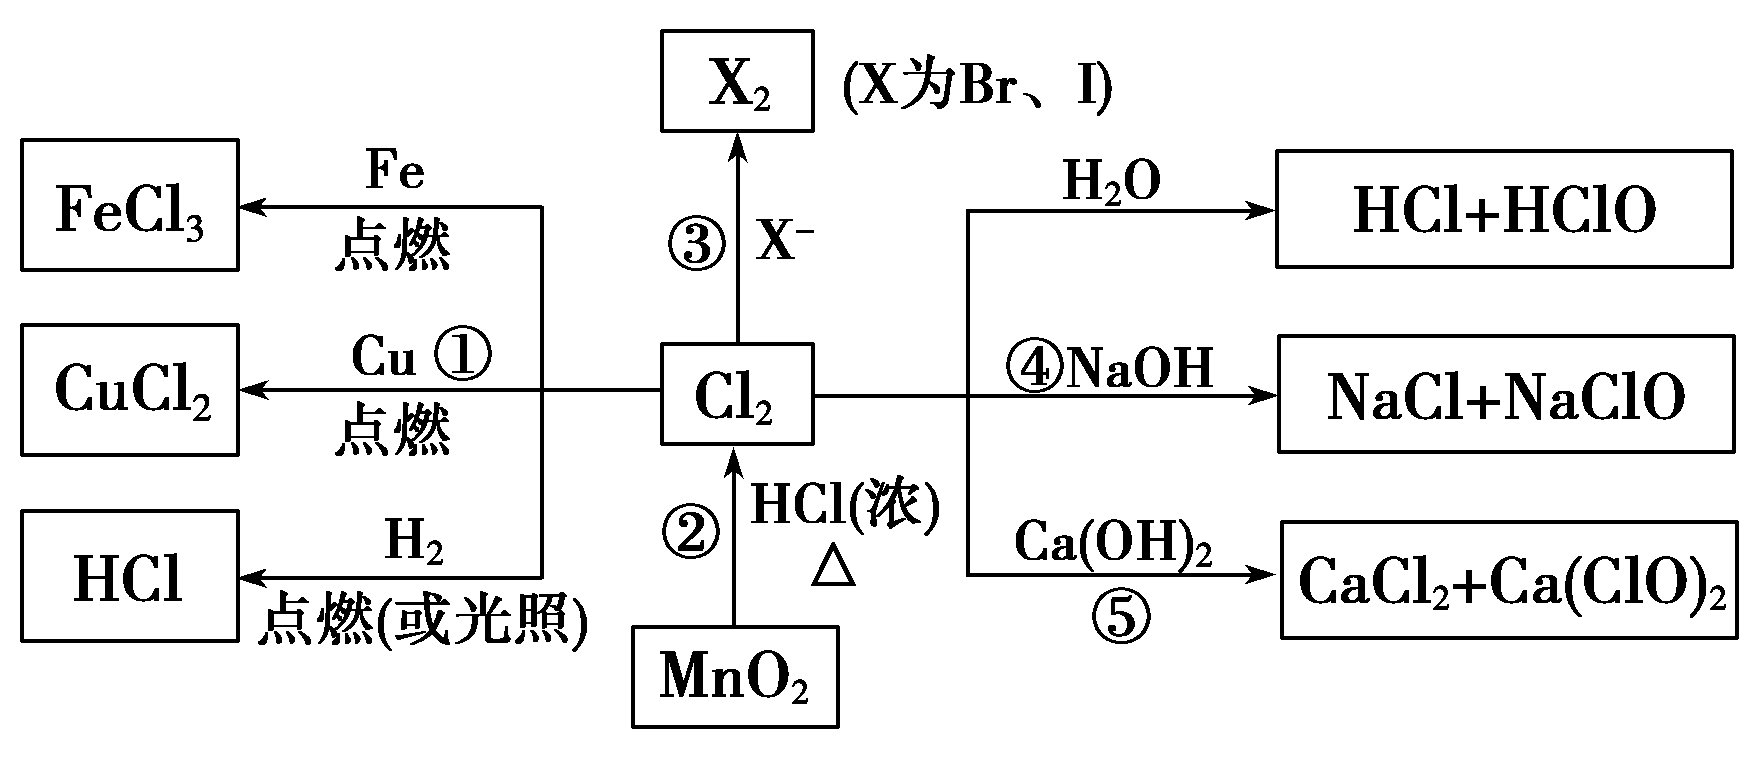 X₂
(X为Br、I)
③
X⁻
FeCl₃
Fe
点燃
CuCl₂
Cu ①
点燃
HCl
H₂
点燃(或光照)
Cl₂
②
HCl(浓)
△
MnO₂
H₂O
HCl+HClO
④NaOH
NaCl+NaClO
Ca(OH)₂
⑤
CaCl₂+Ca(ClO)₂